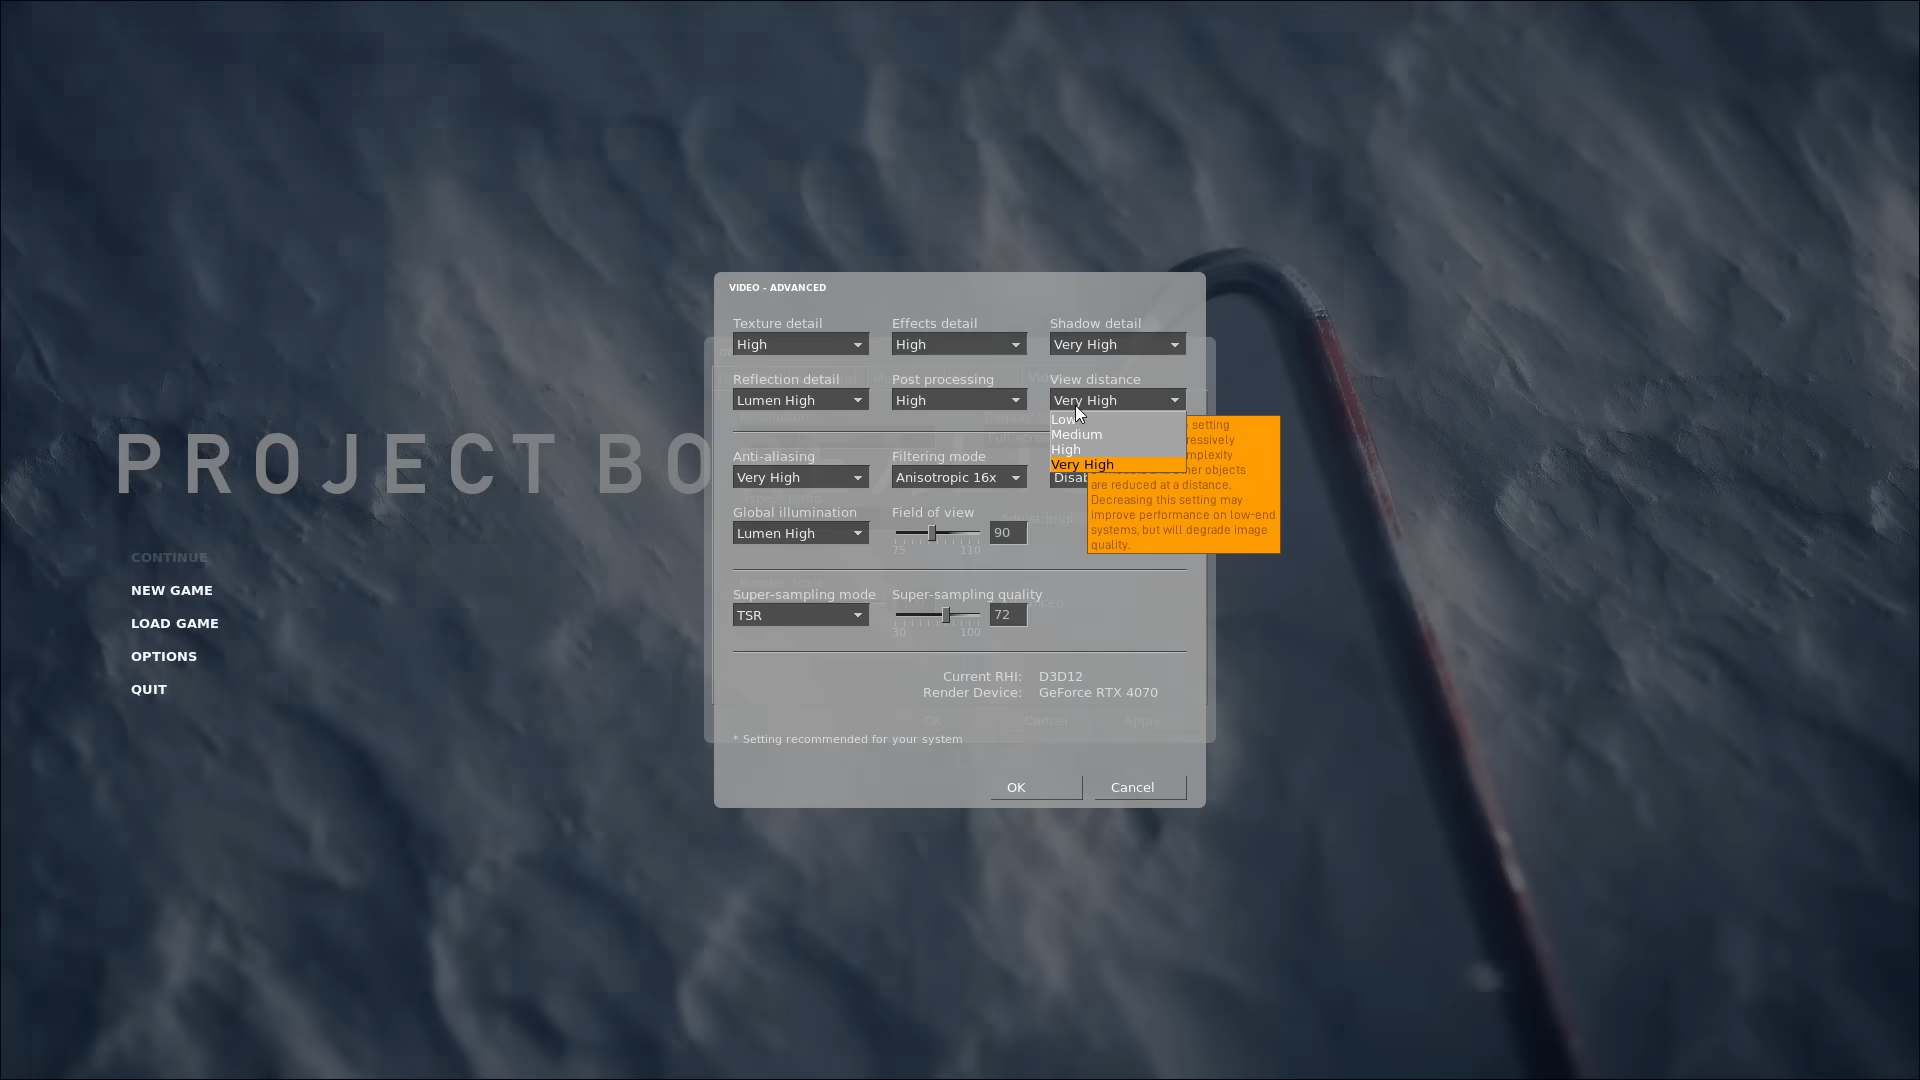 VIDEO - ADVANCED
Texture detail
High
Effects detail
High
Shadow detail
Very High
Reflection detail
Lumen High
Post processing
High
View distance
Very High
Low
Medium
High
Very High
setting
are reduced at a distance.
Decreasing this setting may
improve performance on low-end
systems, but will degrade image
quality.
Anti-aliasing
Very High
Filtering mode
Anisotropic 16x
Global illumination
Lumen High
Field of view
90
75 110
Super-sampling mode
TSR
Super-sampling quality
72
30 100
Current RHI: D3D12
Render Device: GeForce RTX 4070
OK Cancel Apply
* Setting recommended for your system
OK Cancel
PROJECT BO
CONTINUE
NEW GAME
LOAD GAME
OPTIONS
QUIT